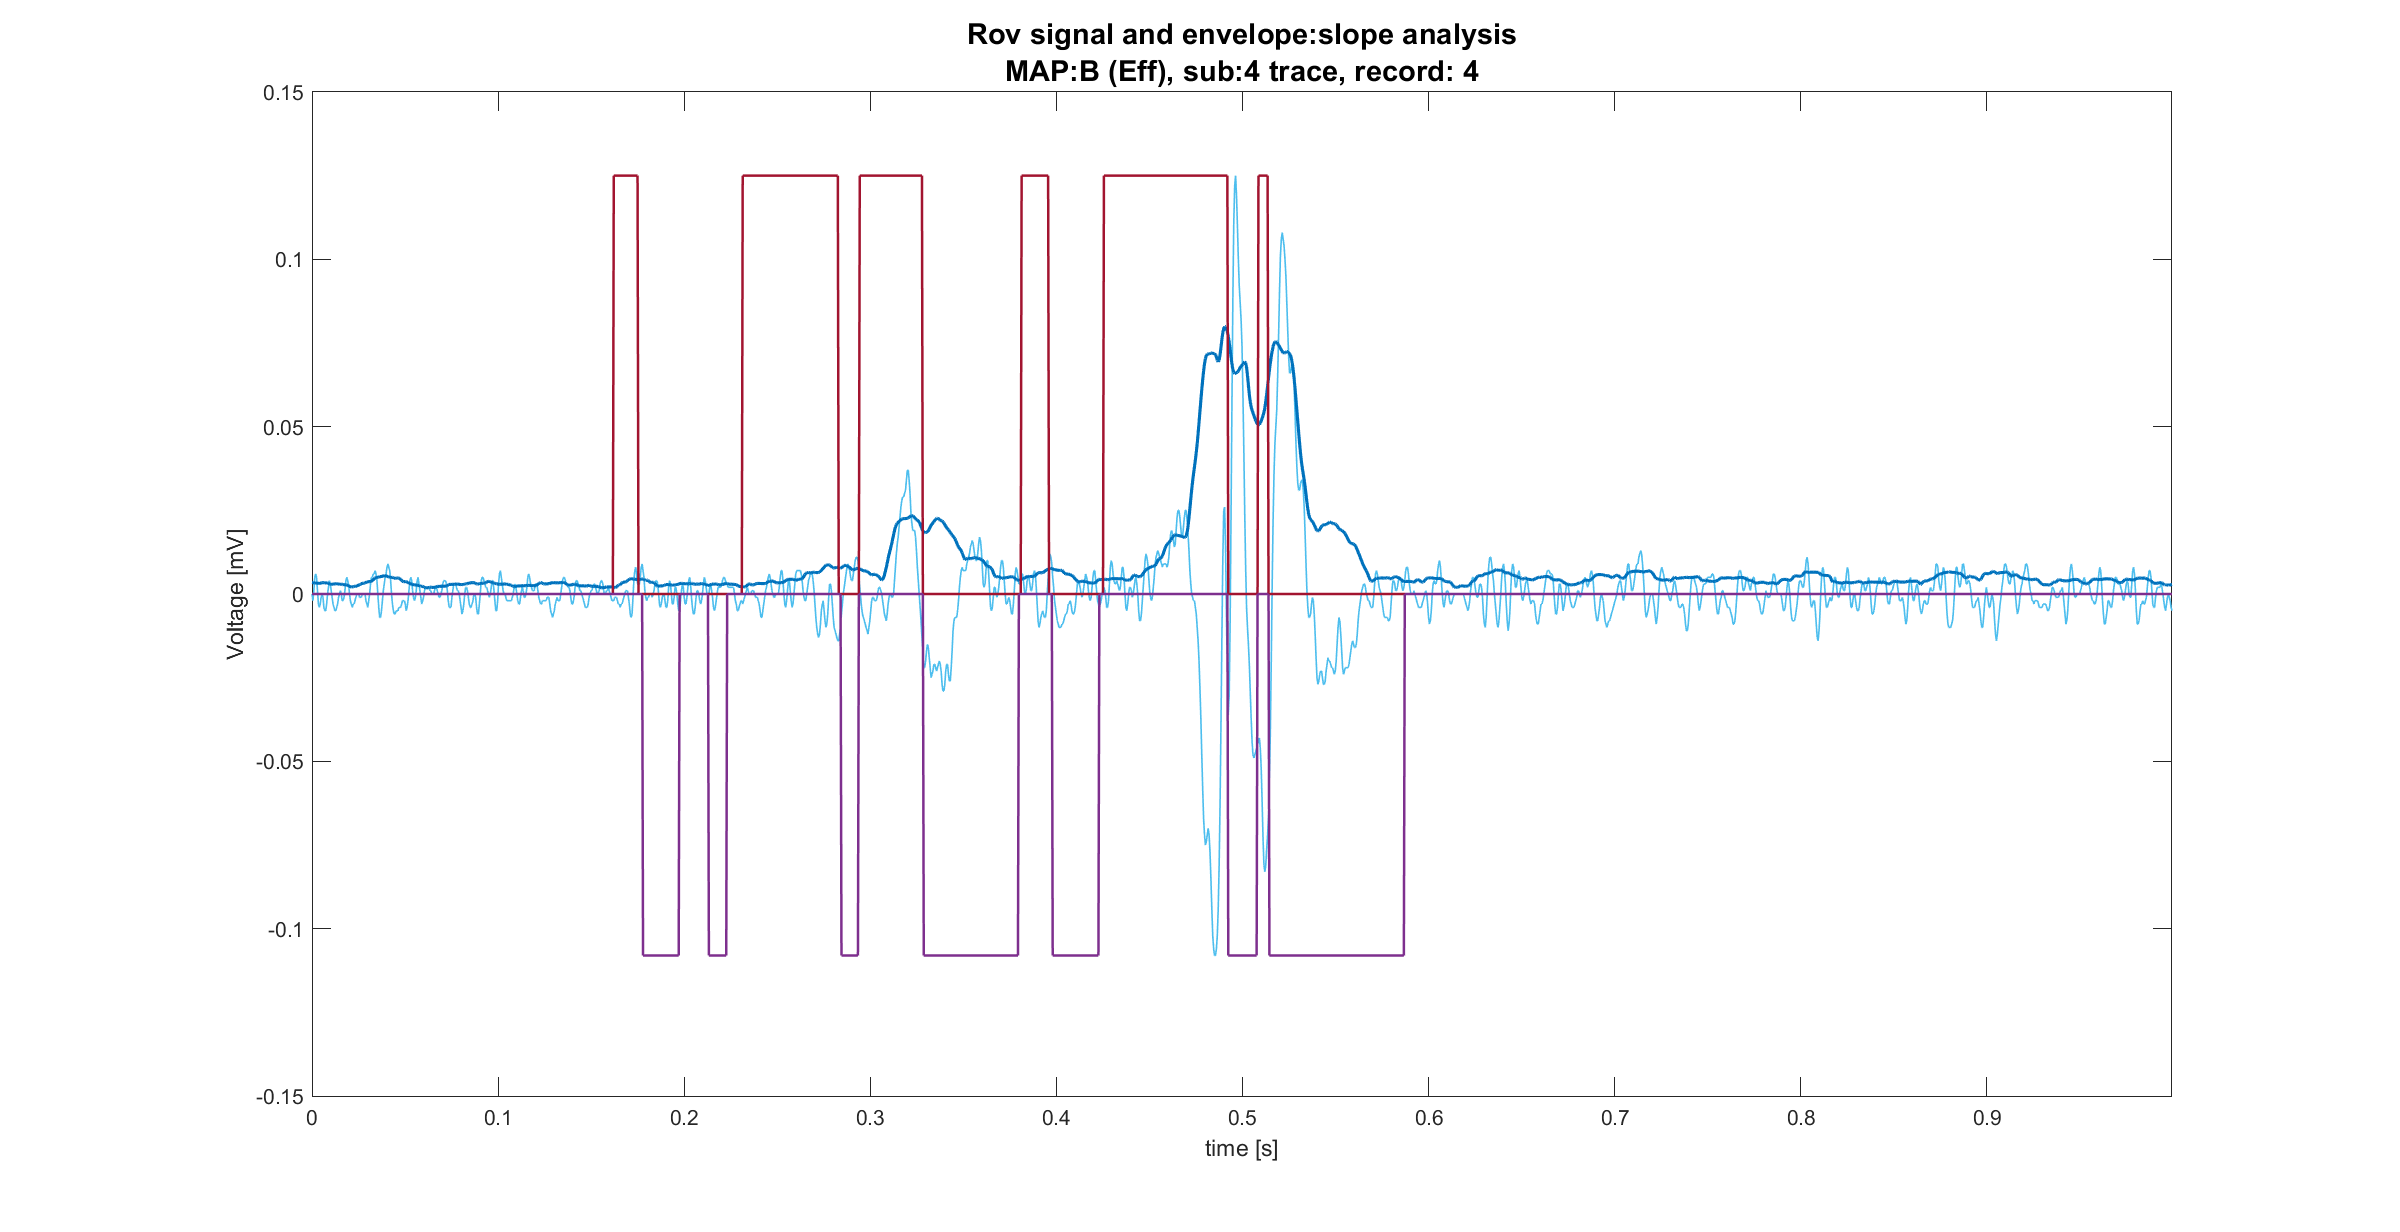 Rov signal and envelope:slope analysis
MAP:B (Eff), sub:4 trace, record: 4
0.15
0.1
0.05
0
-0.05
-0.1
-0.15
Voltage [mV]
0 0.1 0.2 0.3 0.4 0.5 0.6 0.7 0.8 0.9
time [s]